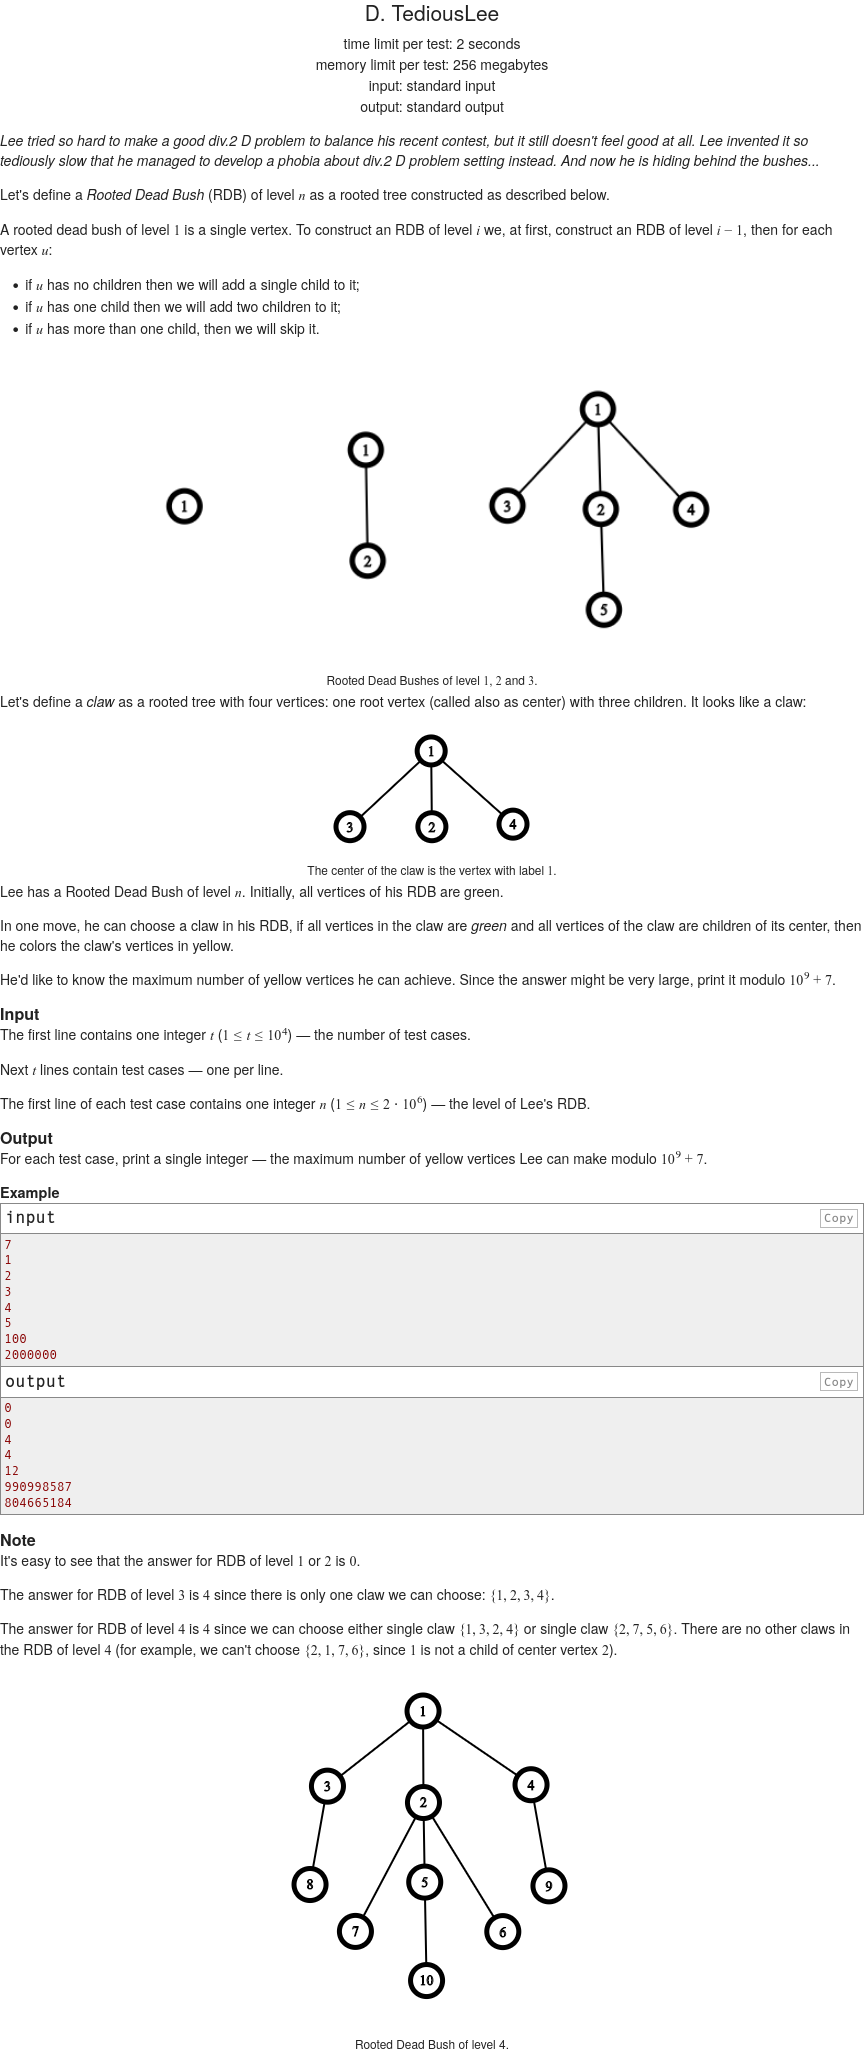 D. TediousLee
time limit per test: 2 seconds
memory limit per test: 256 megabytes
input: standard input
output: standard output
Lee tried so hard to make a good div.2 D problem to balance his recent contest, but it still doesn't feel good at all. Lee invented it so
tediously slow that he managed to develop a phobia about div.2 D problem setting instead. And now he is hiding behind the bushes...
Let's define a Rooted Dead Bush (RDB) of level n as a rooted tree constructed as described below.
A rooted dead bush of level 1 is a single vertex. To construct an RDB of level i we, at first, construct an RDB of level i − 1, then for each
vertex u:
• if u has no children then we will add a single child to it;
• if u has one child then we will add two children to it;
• if u has more than one child, then we will skip it.
1
1
2
1
3
2
4
5
Rooted Dead Bushes of level 1, 2 and 3.
Let's define a claw as a rooted tree with four vertices: one root vertex (called also as center) with three children. It looks like a claw:
1
3
2
4
The center of the claw is the vertex with label 1.
Lee has a Rooted Dead Bush of level n. Initially, all vertices of his RDB are green.
In one move, he can choose a claw in his RDB, if all vertices in the claw are green and all vertices of the claw are children of its center, then
he colors the claw's vertices in yellow.
He'd like to know the maximum number of yellow vertices he can achieve. Since the answer might be very large, print it modulo 10^9 + 7.
Input
The first line contains one integer t (1 ≤ t ≤ 10^4) — the number of test cases.
Next t lines contain test cases — one per line.
The first line of each test case contains one integer n (1 ≤ n ≤ 2 · 10^6) — the level of Lee's RDB.
Output
For each test case, print a single integer — the maximum number of yellow vertices Lee can make modulo 10^9 + 7.
Example
input
Copy
7
1
2
3
4
5
100
2000000
output
Copy
0
0
4
4
12
990998587
804665184
Note
It's easy to see that the answer for RDB of level 1 or 2 is 0.
The answer for RDB of level 3 is 4 since there is only one claw we can choose: {1, 2, 3, 4}.
The answer for RDB of level 4 is 4 since we can choose either single claw {1, 3, 2, 4} or single claw {2, 7, 5, 6}. There are no other claws in
the RDB of level 4 (for example, we can't choose {2, 1, 7, 6}, since 1 is not a child of center vertex 2).
1
3
2
4
8
5
9
7
6
10
Rooted Dead Bush of level 4.